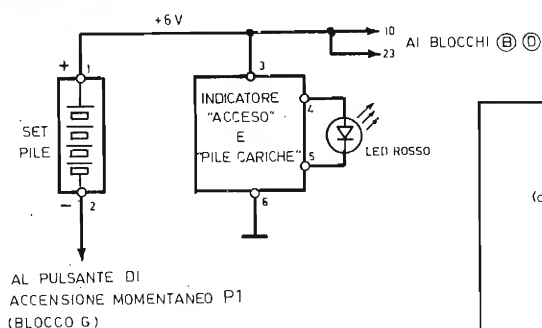 +6 V
10
23
AI BLOCCHI B D
+
1
SET
PILE
-
2
3
INDICATORE
"ACCESO"
E
"PILE CARICHE"
4
5
6
LED ROSSO
AL PULSANTE DI
ACCENSIONE MOMENTANEO P1
(BLOCCO G)